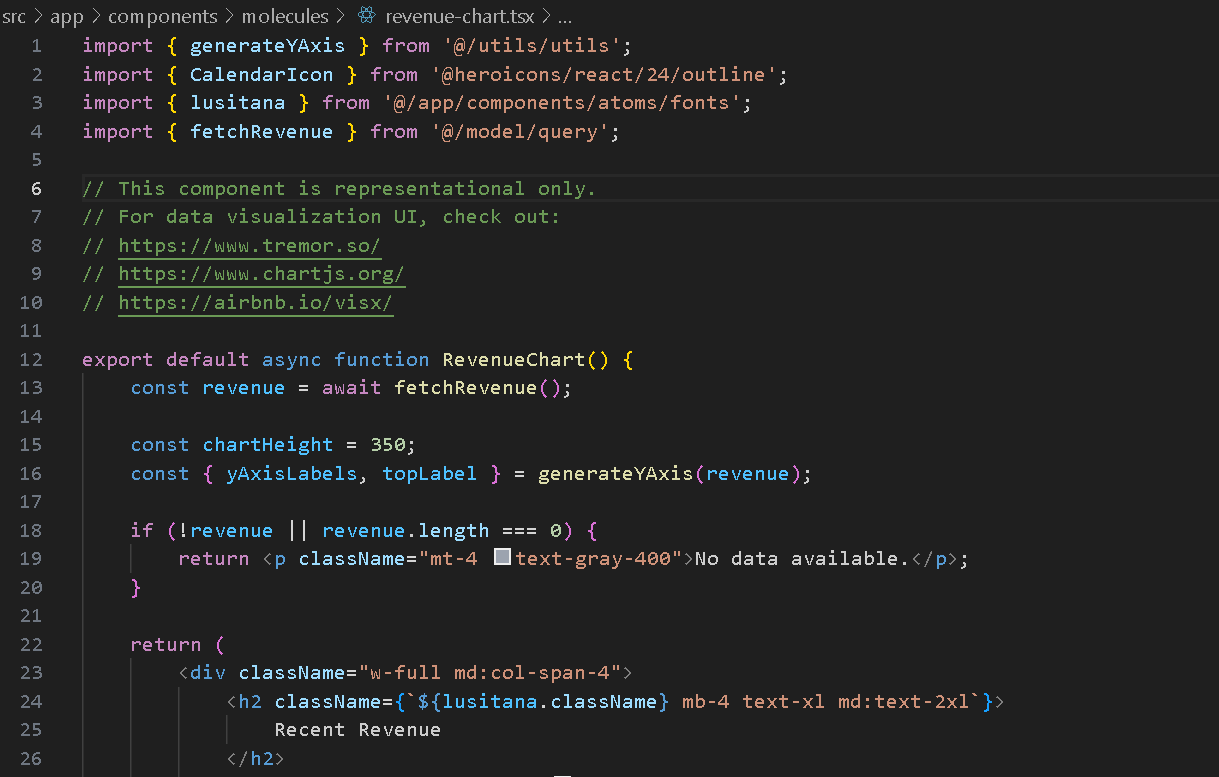 src > app > components > molecules > revenue-chart.tsx > ...
1 import { generateYAxis } from '@/utils/utils';
2 import { CalendarIcon } from '@heroicons/react/24/outline';
3 import { lusitana } from '@/app/components/atoms/fonts';
4 import { fetchRevenue } from '@/model/query';
5
6 // This component is representational only.
7 // For data visualization UI, check out:
8 // https://www.tremor.so/
9 // https://www.chartjs.org/
10 // https://airbnb.io/visx/
11
12 export default async function RevenueChart() {
13     const revenue = await fetchRevenue();
14
15     const chartHeight = 350;
16     const { yAxisLabels, topLabel } = generateYAxis(revenue);
17
18     if (!revenue || revenue.length === 0) {
19         return <p className="mt-4 text-gray-400">No data available.</p>;
20     }
21
22     return (
23         <div className="w-full md:col-span-4">
24             <h2 className={`${lusitana.className} mb-4 text-xl md:text-2xl`}>
25                 Recent Revenue
26             </h2>